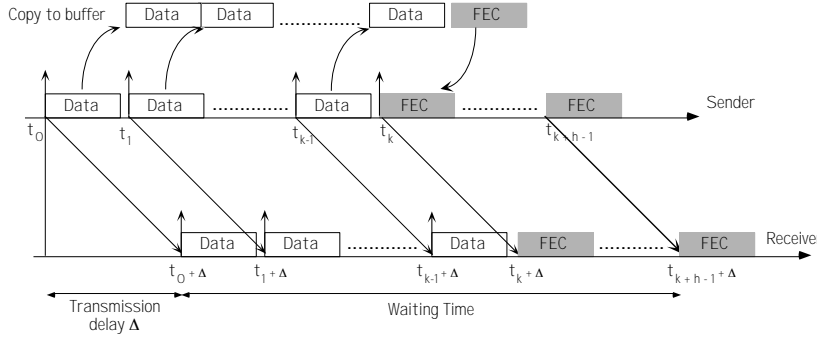 Copy to buffer Data Data Data FEC
Data Data Data FEC FEC Sender
t0 t1 tk-1 tk tk+h-1
Data Data Data FEC FEC Receive
t0+Δ t1+Δ tk-1+Δ tk+Δ tk+h-1+Δ
Transmission
delay Δ
Waiting Time